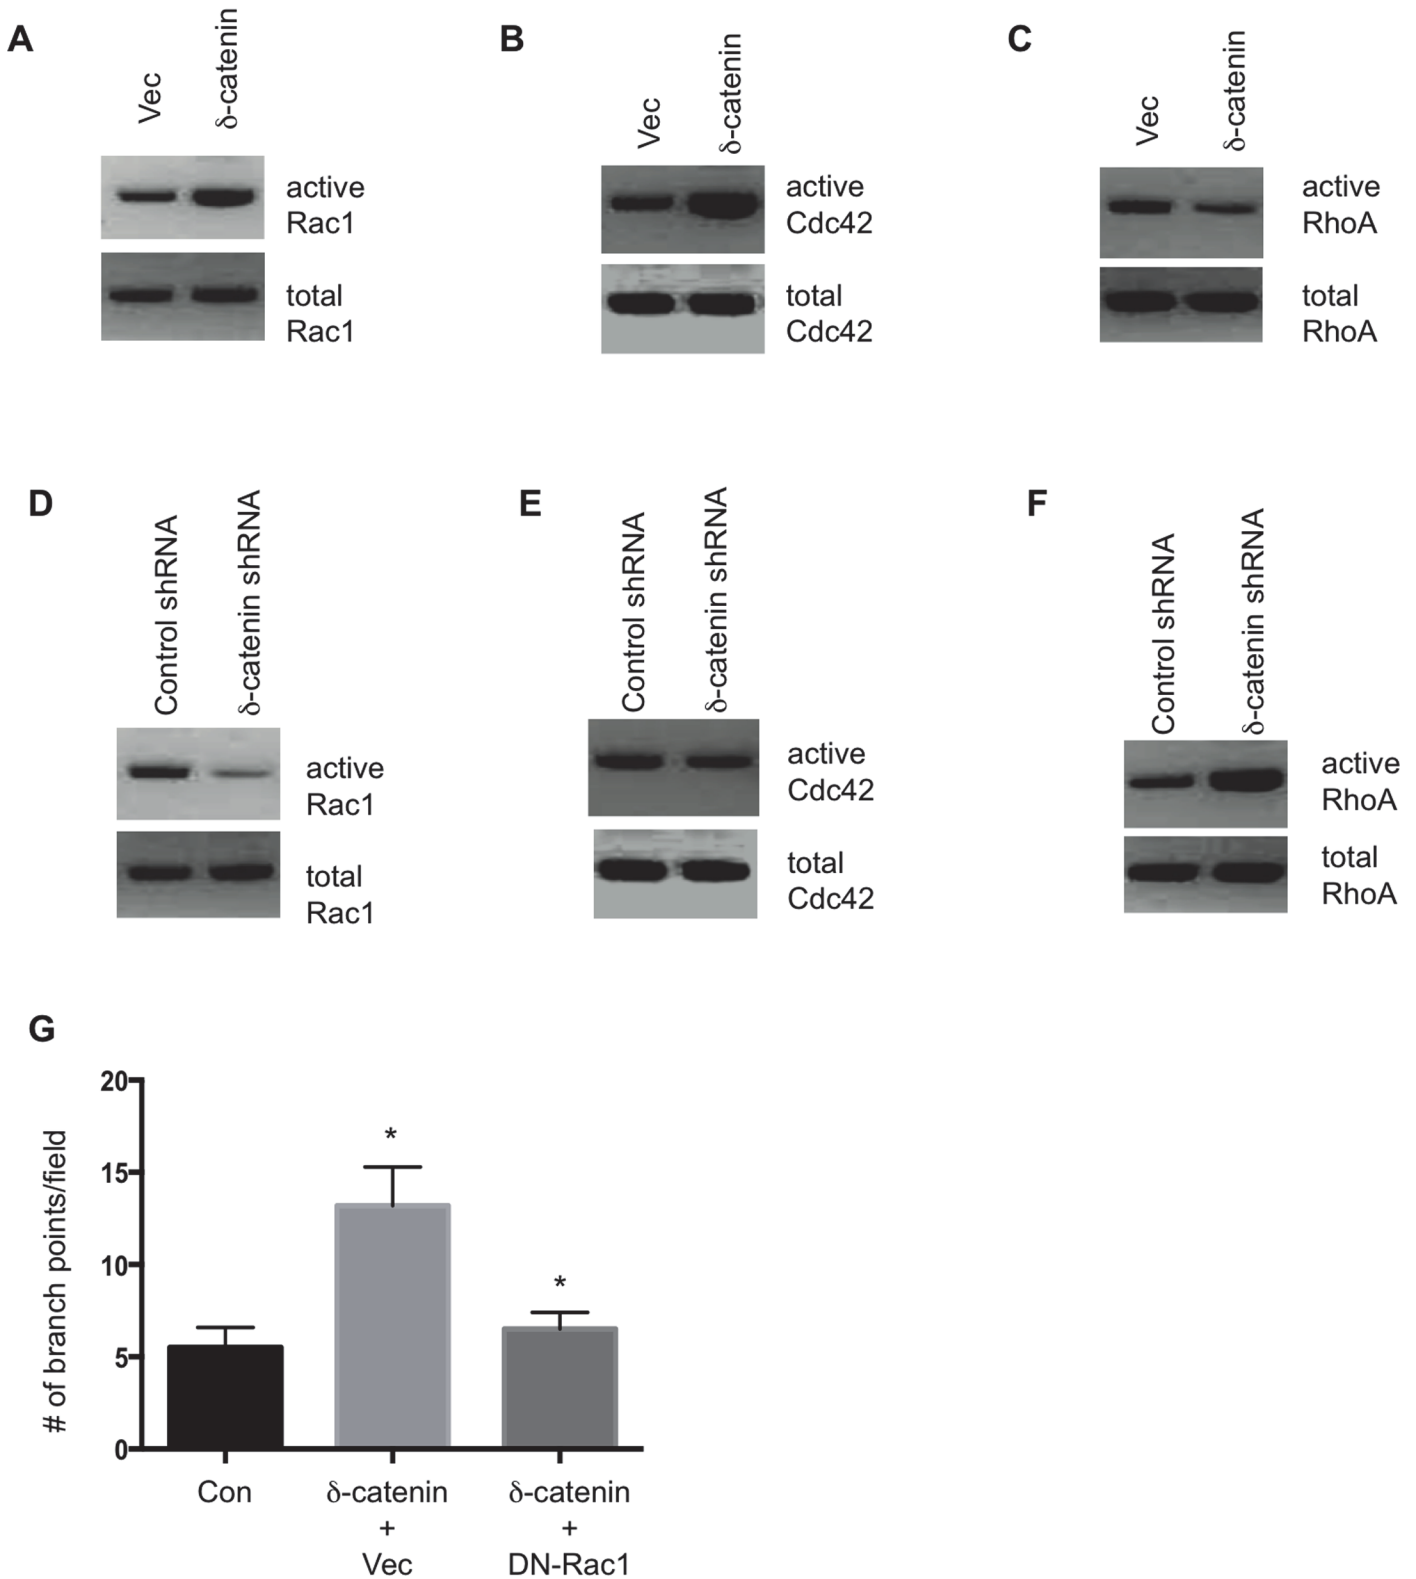 A
Vec
δ-catenin
active
Rac1
total
Rac1
B
Vec
δ-catenin
active
Cdc42
total
Cdc42
C
Vec
δ-catenin
active
RhoA
total
RhoA
D
Control shRNA
δ-catenin shRNA
active
Rac1
total
Rac1
E
Control shRNA
δ-catenin shRNA
active
Cdc42
total
Cdc42
F
Control shRNA
δ-catenin shRNA
active
RhoA
total
RhoA
G
# of branch points/field
20
15
10
5
0
*
*
Con
δ-catenin
+
Vec
δ-catenin
+
DN-Rac1